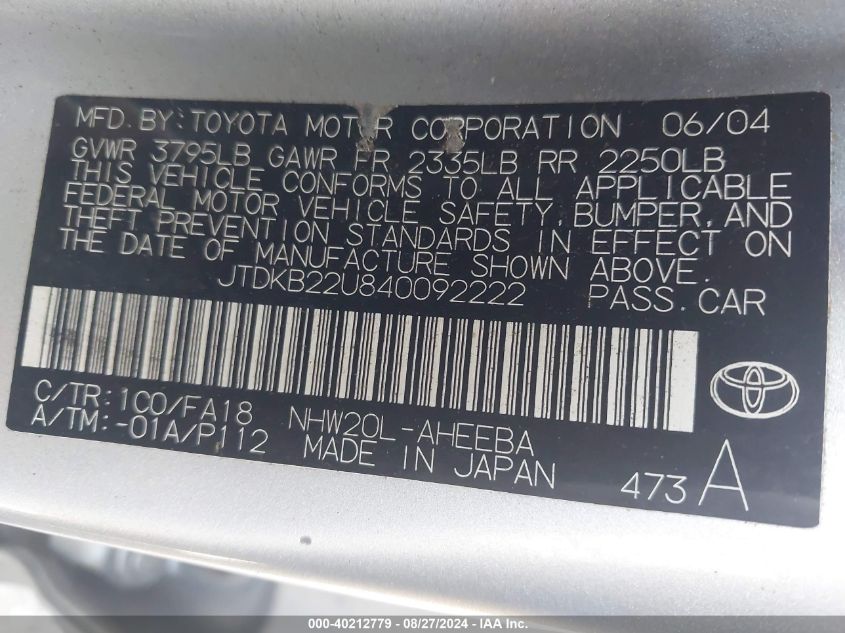 MFD. BY: TOYOTA MOTOR CORPORATION 06/04
GVWR 3795LB GAWR FR 2335LB RR 2250LB
THIS VEHICLE CONFORMS TO ALL APPLICABLE
FEDERAL MOTOR VEHICLE SAFETY, BUMPER, AND
THEFT PREVENTION STANDARDS IN EFFECT ON
THE DATE OF MANUFACTURE SHOWN ABOVE.
JTDKB22U840092222 PASS. CAR
C/TR: 1C0/FA18 NHW20L-AHEEBA
A/TM: -01A/P112 MADE IN JAPAN
473 A
000-40212779 - 08/27/2024 - IAA Inc.